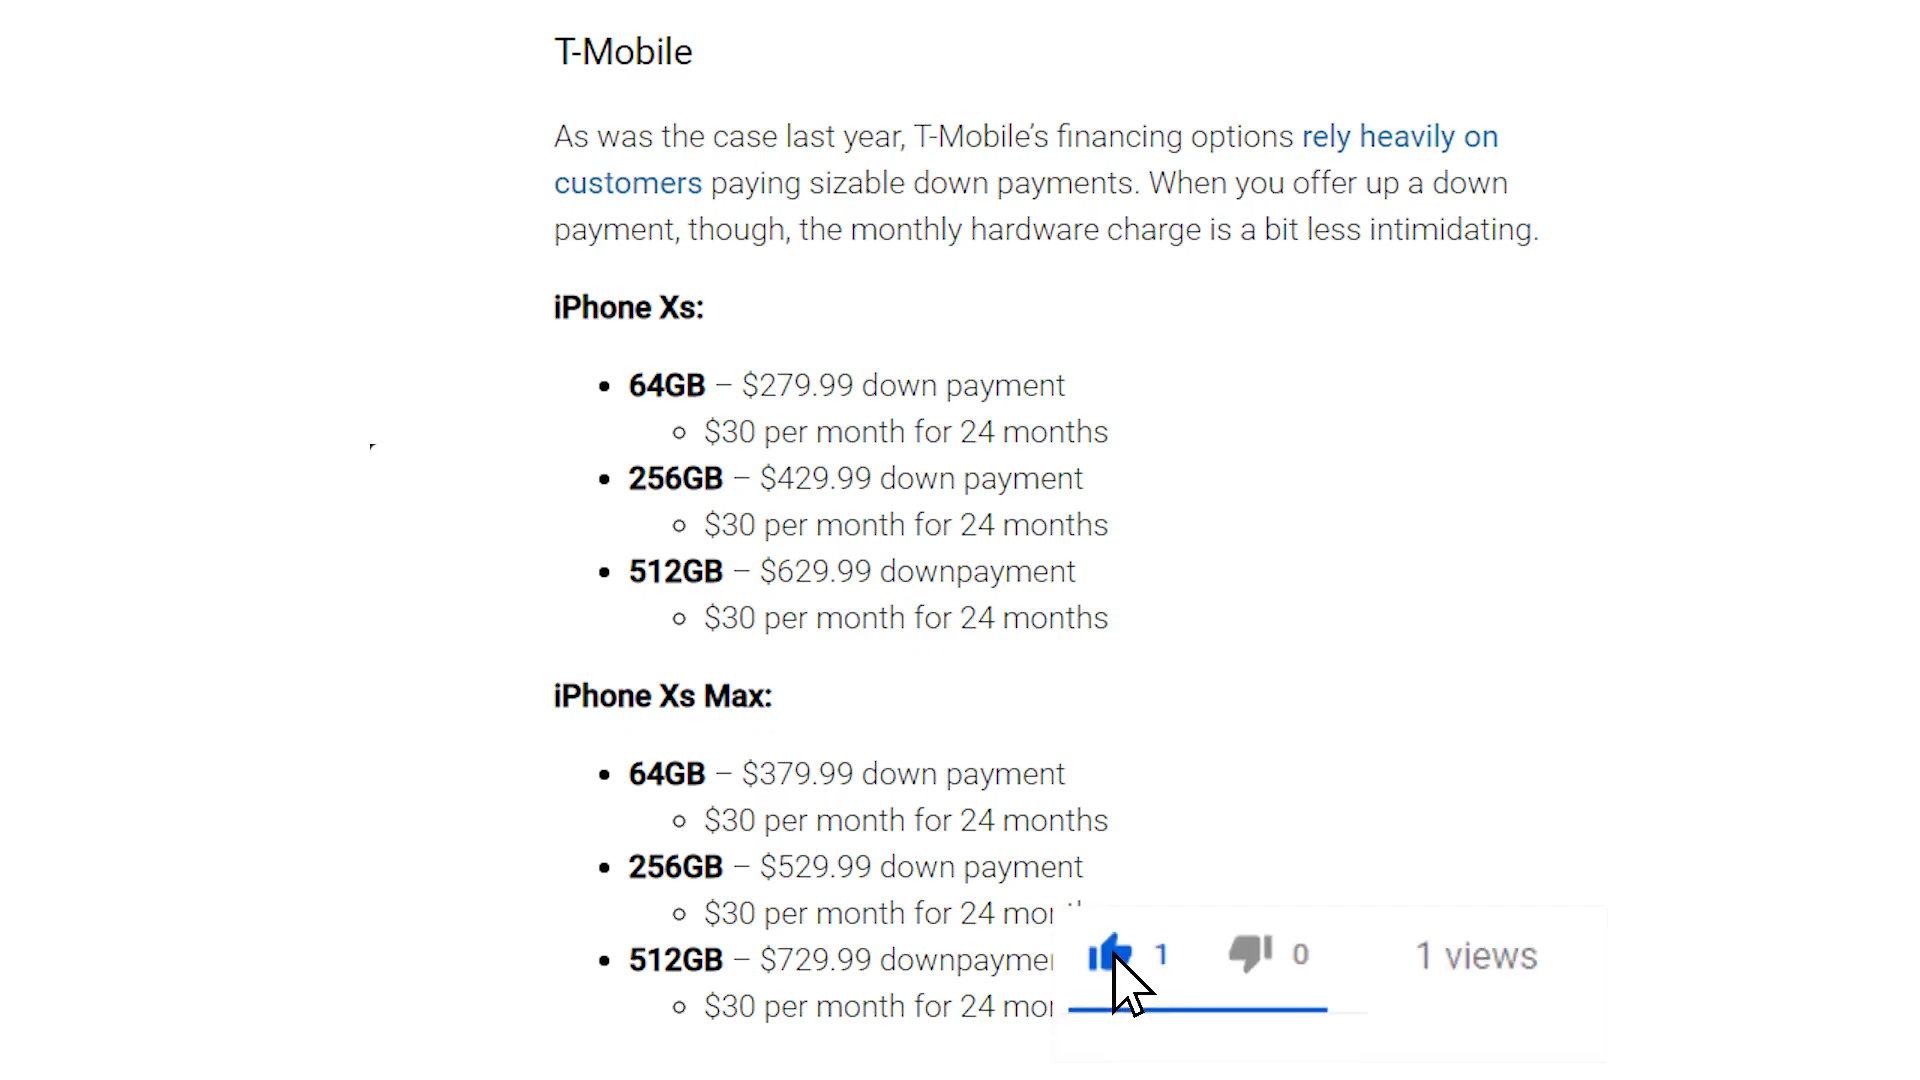 T-Mobile
As was the case last year, T-Mobile's financing options rely heavily on
customers paying sizable down payments. When you offer up a down
payment, though, the monthly hardware charge is a bit less intimidating.
iPhone Xs:
64GB – $279.99 down payment
$30 per month for 24 months
256GB – $429.99 down payment
$30 per month for 24 months
512GB – $629.99 downpayment
$30 per month for 24 months
iPhone Xs Max:
64GB – $379.99 down payment
$30 per month for 24 months
256GB – $529.99 down payment
$30 per month for 24
512GB – $729.99
$30 per month for 24
1 0 1 views